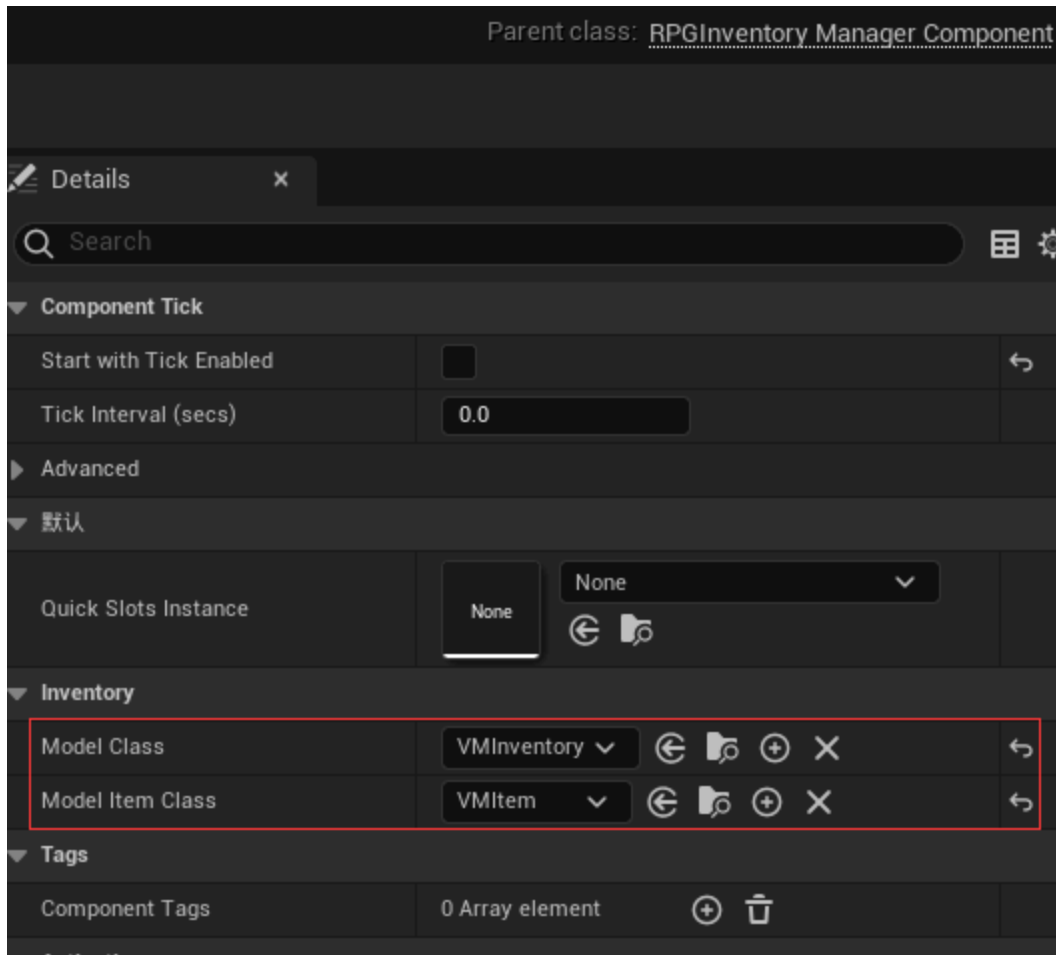 Parent class: RPGInventory Manager Component
Details
Search
Component Tick
Start with Tick Enabled
Tick Interval (secs) 0.0
Advanced
默认
Quick Slots Instance None None
Inventory
Model Class VMInventory
Model Item Class VMItem
Tags
Component Tags 0 Array element